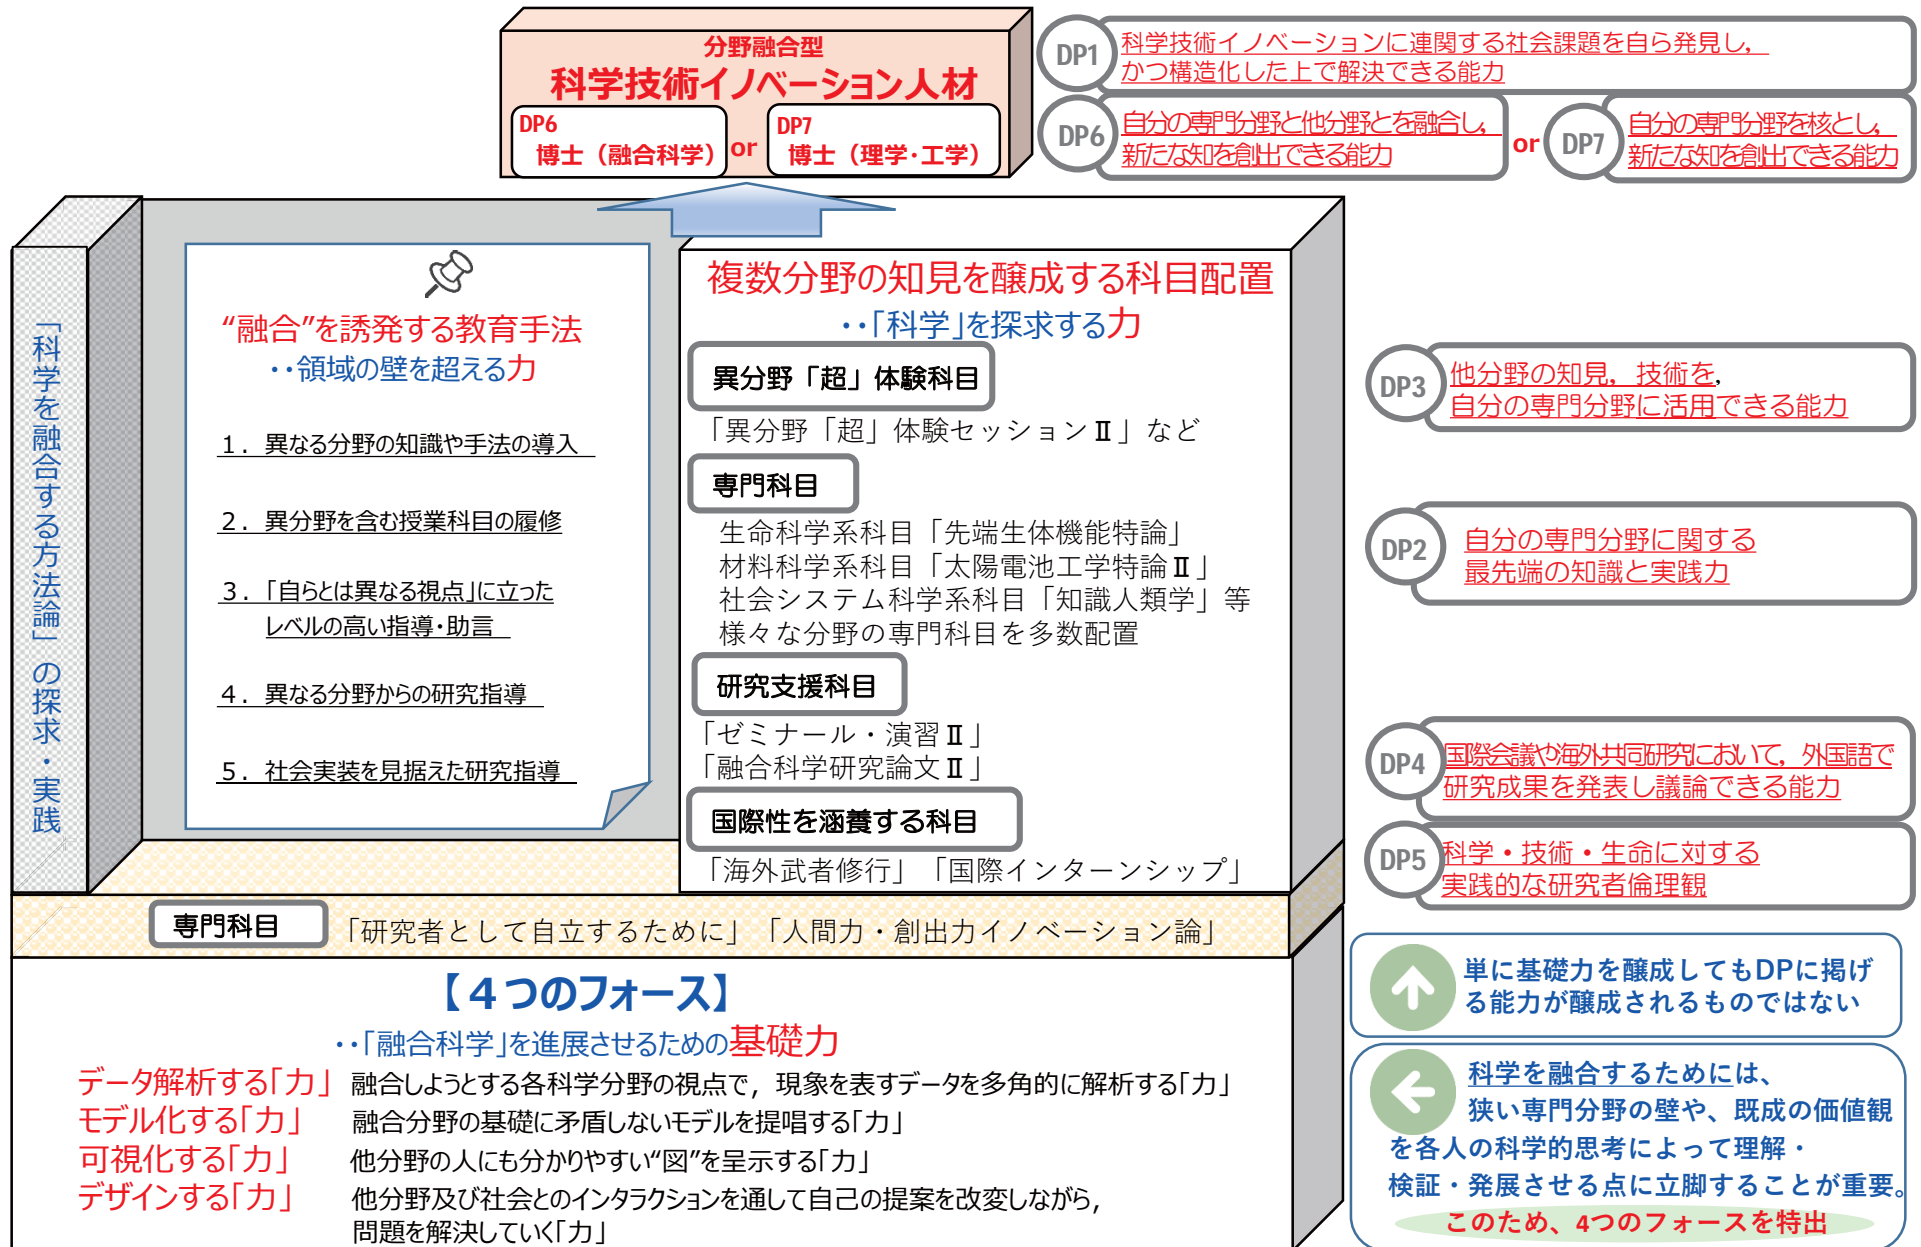 分野融合型
科学技術イノベーション人材
DP6
博士（融合科学）
or
DP7
博士（理学・工学）
DP1
科学技術イノベーションに連関する社会課題を自ら発見し，
かつ構造化した上で解決できる能力
DP6
自分の専門分野と他分野とを融合し，
新たな知を創出できる能力
or
DP7
自分の専門分野を核とし，
新たな知を創出できる能力
「科学を融合する方法論」の探求・実践
“融合”を誘発する教育手法
・・領域の壁を超える力
１．異なる分野の知識や手法の導入
２．異分野を含む授業科目の履修
３．「自らとは異なる視点」に立った
レベルの高い指導・助言
４．異なる分野からの研究指導
５．社会実装を見据えた研究指導
複数分野の知見を醸成する科目配置
・・「科学」を探求する力
異分野「超」体験科目
「異分野「超」体験セッションⅡ」など
専門科目
生命科学系科目「先端生体機能特論」
材料科学系科目「太陽電池工学特論Ⅱ」
社会システム科学系科目「知識人類学」等
様々な分野の専門科目を多数配置
研究支援科目
「ゼミナール・演習Ⅱ」
「融合科学研究論文Ⅱ」
国際性を涵養する科目
「海外武者修行」「国際インターンシップ」
DP3
他分野の知見，技術を，
自分の専門分野に活用できる能力
DP2
自分の専門分野に関する
最先端の知識と実践力
DP4
国際会議や海外共同研究において，外国語で
研究成果を発表し議論できる能力
DP5
科学・技術・生命に対する
実践的な研究者倫理観
専門科目
「研究者として自立するために」「人間力・創出力イノベーション論」
【４つのフォース】
・・「融合科学」を進展させるための基礎力
データ解析する「力」 融合しようとする各科学分野の視点で，現象を表すデータを多角的に解析する「力」
モデル化する「力」 融合分野の基礎に矛盾しないモデルを提唱する「力」
可視化する「力」 他分野の人にも分かりやすい“図”を呈示する「力」
デザインする「力」 他分野及び社会とのインタラクションを通して自己の提案を改変しながら，
問題を解決していく「力」
単に基礎力を醸成してもDPに掲げ
る能力が醸成されるものではない
科学を融合するためには、
狭い専門分野の壁や、既成の価値観
を各人の科学的思考によって理解・
検証・発展させる点に立脚することが重要。
このため、4つのフォースを特出